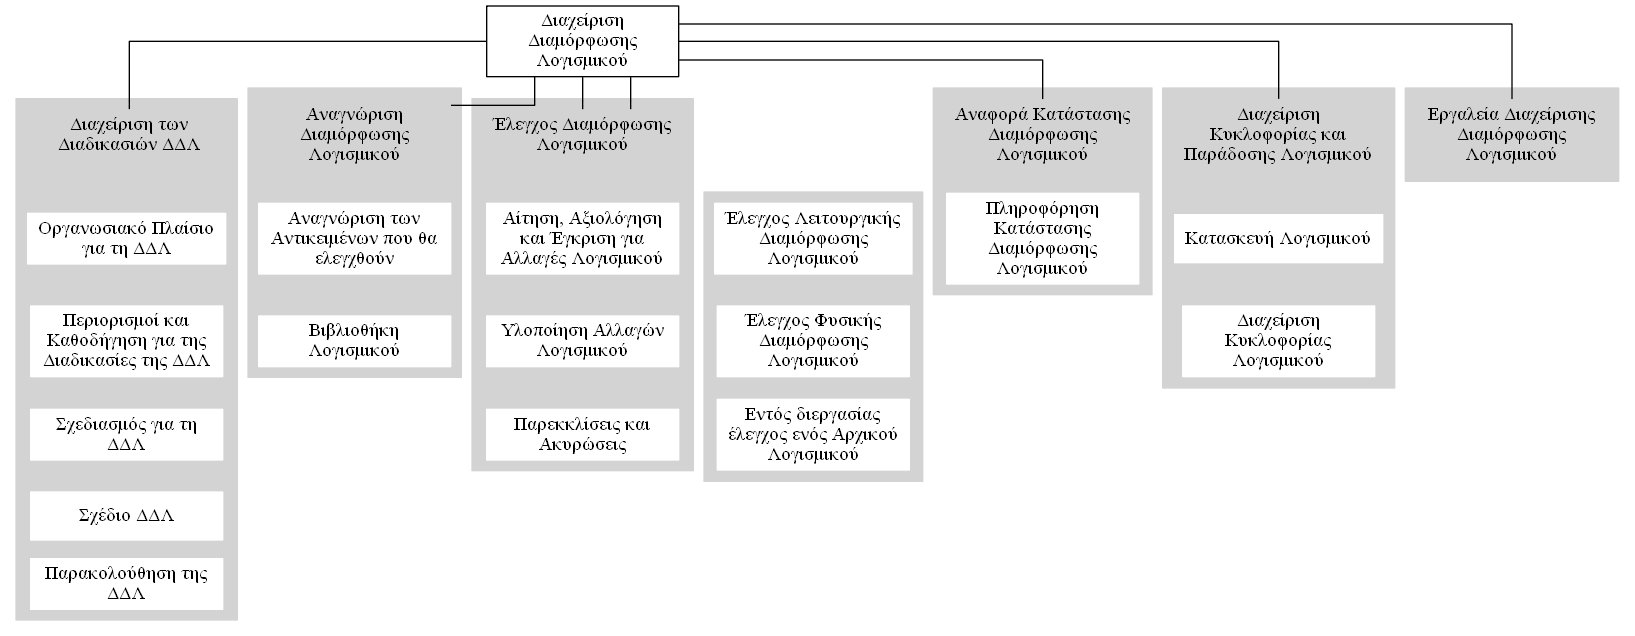 Διαχείριση
Διαμόρφωσης
Λογισμικού
Διαχείριση των
Διαδικασιών ΔΔΛ
Οργανωσιακό Πλαίσιο
για τη ΔΔΛ
Περιορισμοί και
Καθοδήγηση για της
Διαδικασίες της ΔΔΛ
Σχεδιασμός για τη
ΔΔΛ
Σχέδιο ΔΔΛ
Παρακολούθηση της
ΔΔΛ
Αναγνώριση
Διαμόρφωσης
Λογισμικού
Αναγνώριση των
Αντικειμένων που θα
ελεγχθούν
Βιβλιοθήκη
Λογισμικού
Έλεγχος Διαμόρφωσης
Λογισμικού
Αίτηση, Αξιολόγηση
και Έγκριση για
Αλλαγές Λογισμικού
Υλοποίηση Αλλαγών
Λογισμικού
Παρεκκλίσεις και
Ακυρώσεις
Έλεγχος Λειτουργικής
Διαμόρφωσης
Λογισμικού
Έλεγχος Φυσικής
Διαμόρφωσης
Λογισμικού
Εντός διεργασίας
έλεγχος ενός Αρχικού
Λογισμικού
Αναφορά Κατάστασης
Διαμόρφωσης
Λογισμικού
Πληροφόρηση
Κατάστασης
Διαμόρφωσης
Λογισμικού
Διαχείριση
Κυκλοφορίας και
Παράδοσης Λογισμικού
Κατασκευή Λογισμικού
Διαχείριση
Κυκλοφορίας
Λογισμικού
Εργαλεία Διαχείρισης
Διαμόρφωσης
Λογισμικού